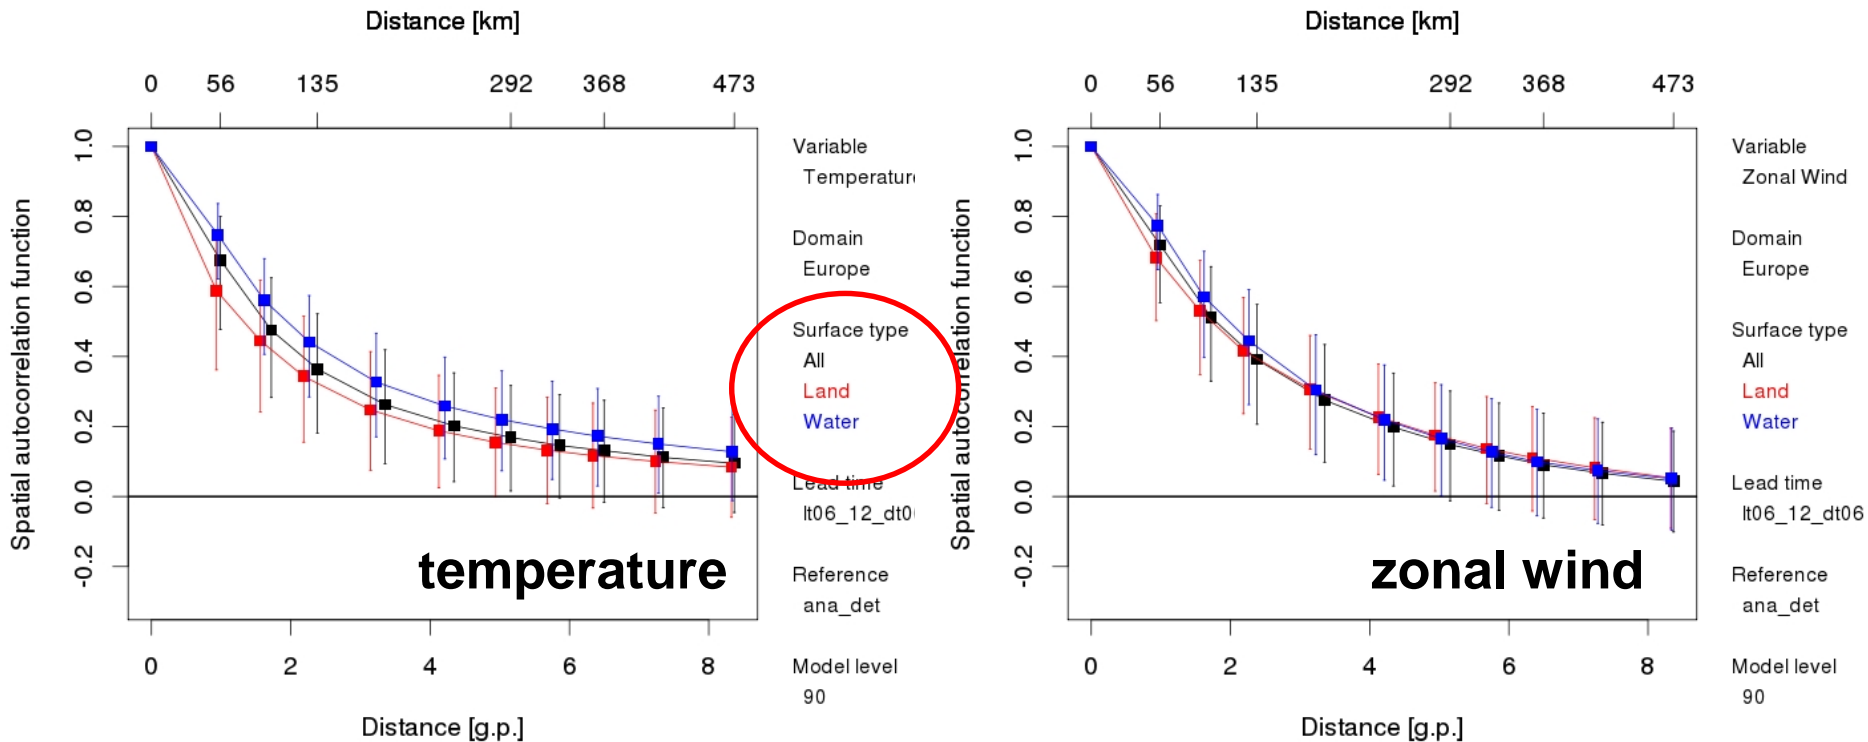 Distance [km]
0 56 135 292 368 473
Spatial autocorrelation function
1.0
0.8
0.6
0.4
0.2
0.0
-0.2
temperature
0 2 4 6 8
Distance [g.p.]
Variable
Temperature
Domain
Europe
Surface type
All
Land
Water
Lead time
lt06_12_dt0
Reference
ana_det
Model level
90
Distance [km]
0 56 135 292 368 473
Spatial autocorrelation function
1.0
0.8
0.6
0.4
0.2
0.0
-0.2
zonal wind
0 2 4 6 8
Distance [g.p.]
Variable
Zonal Wind
Domain
Europe
Surface type
All
Land
Water
Lead time
lt06_12_dt06
Reference
ana_det
Model level
90